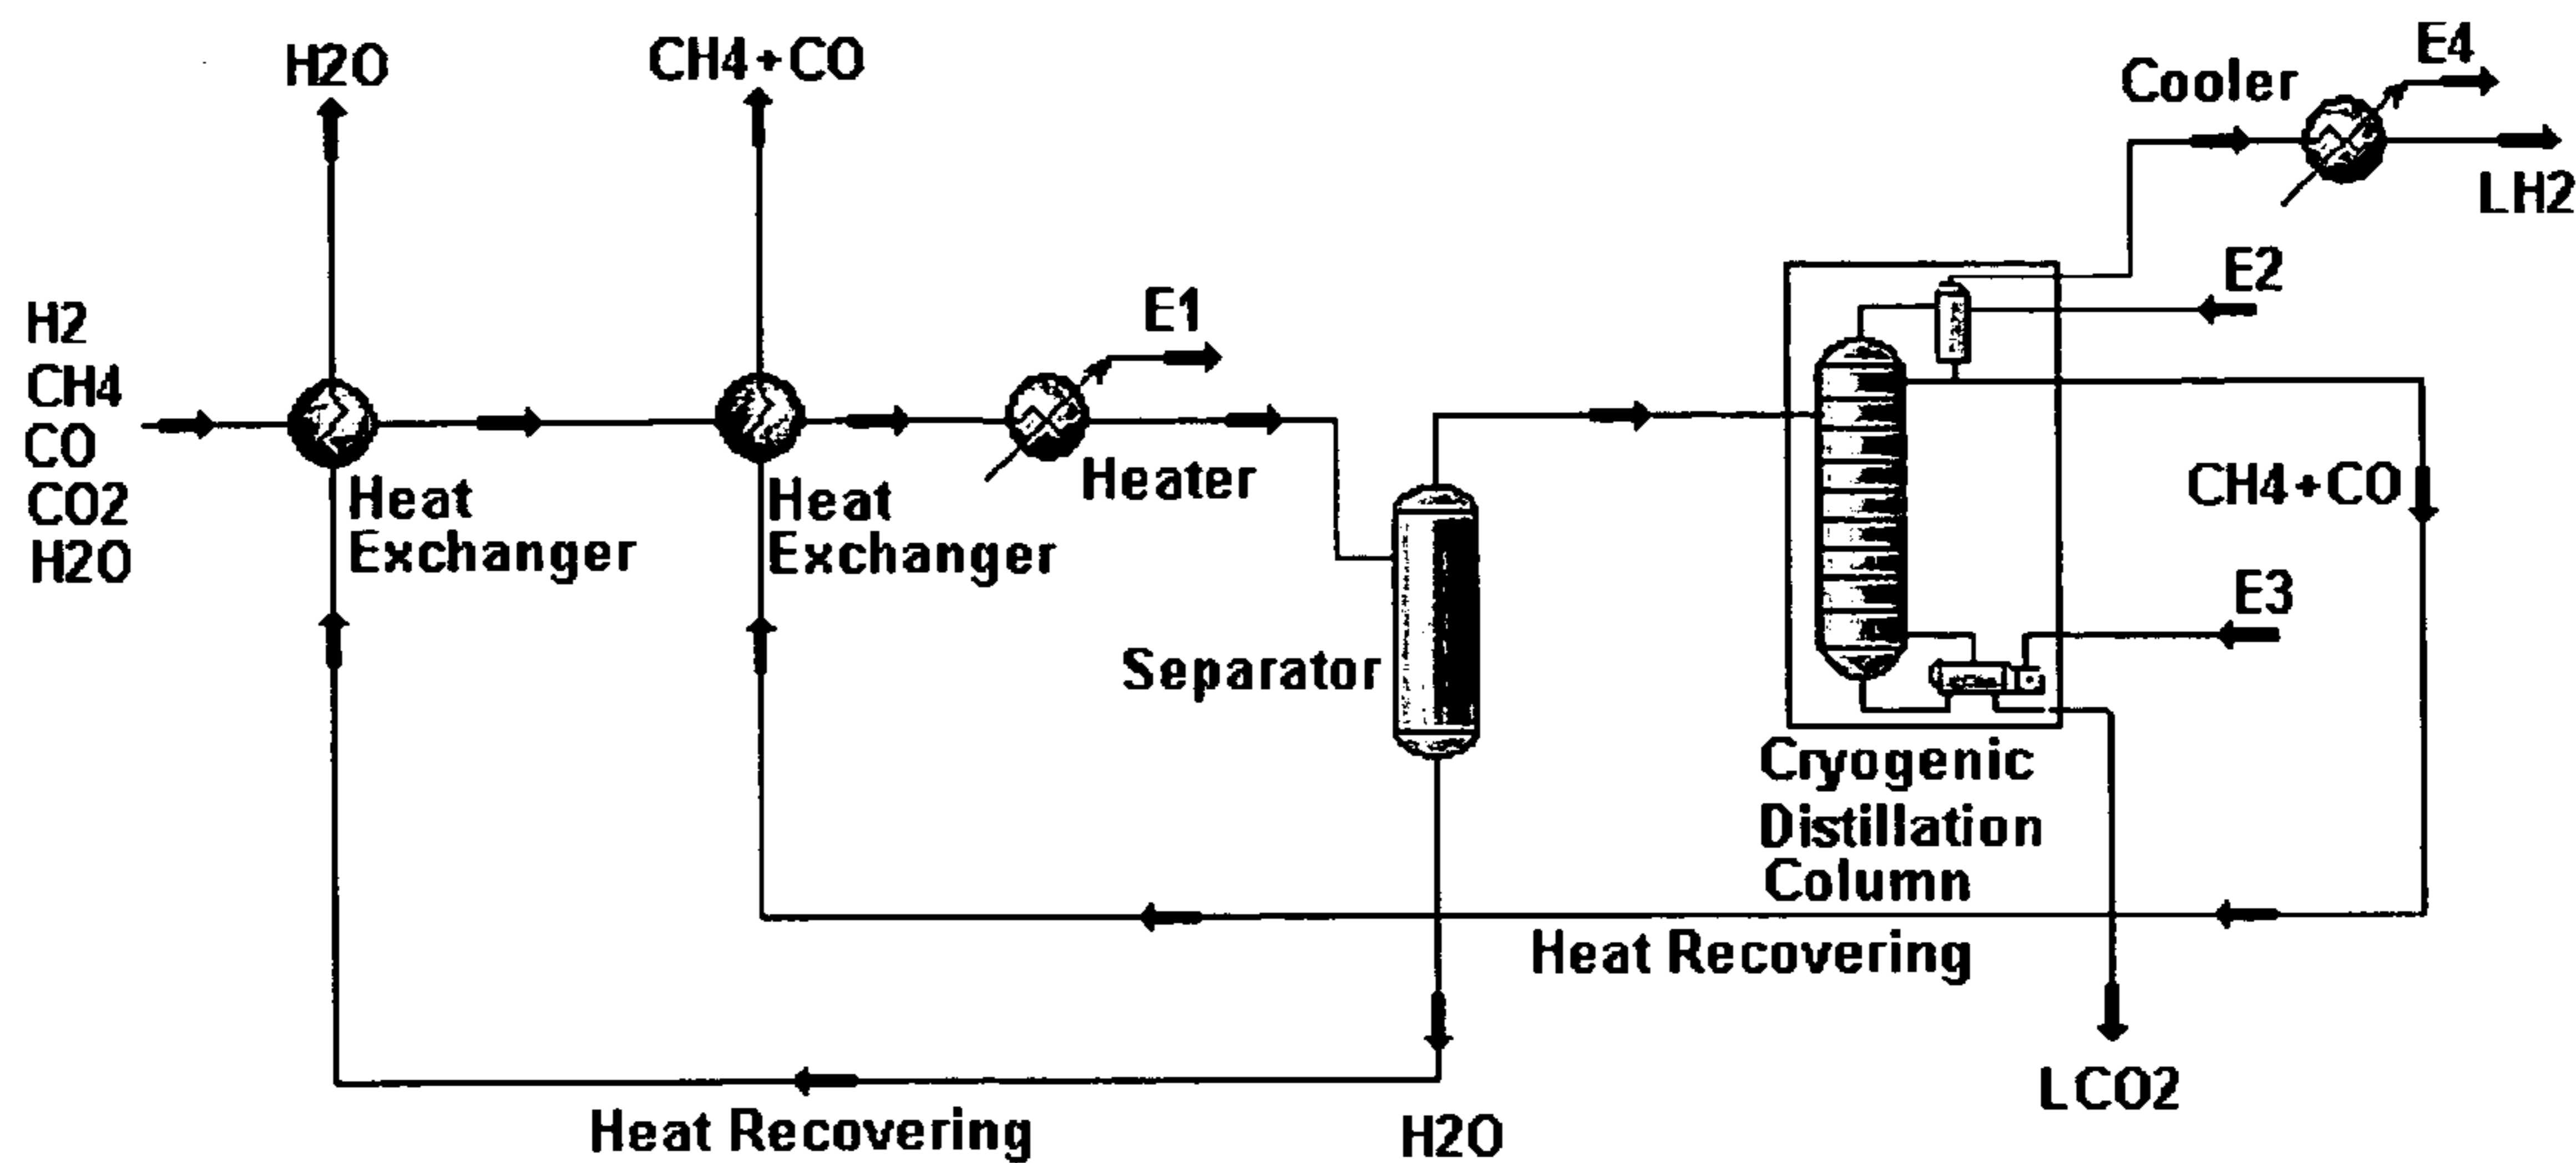 H2O
CH4+CO
E4
Cooler
LH2
E2
E1
H2
CH4
CO
CO2
H2O
Heat
Exchanger
Heat
Exchanger
Heater
CH4+CO
E3
Separator
Cryogenic
Distillation
Column
Heat Recovering
LCO2
Heat Recovering
H2O